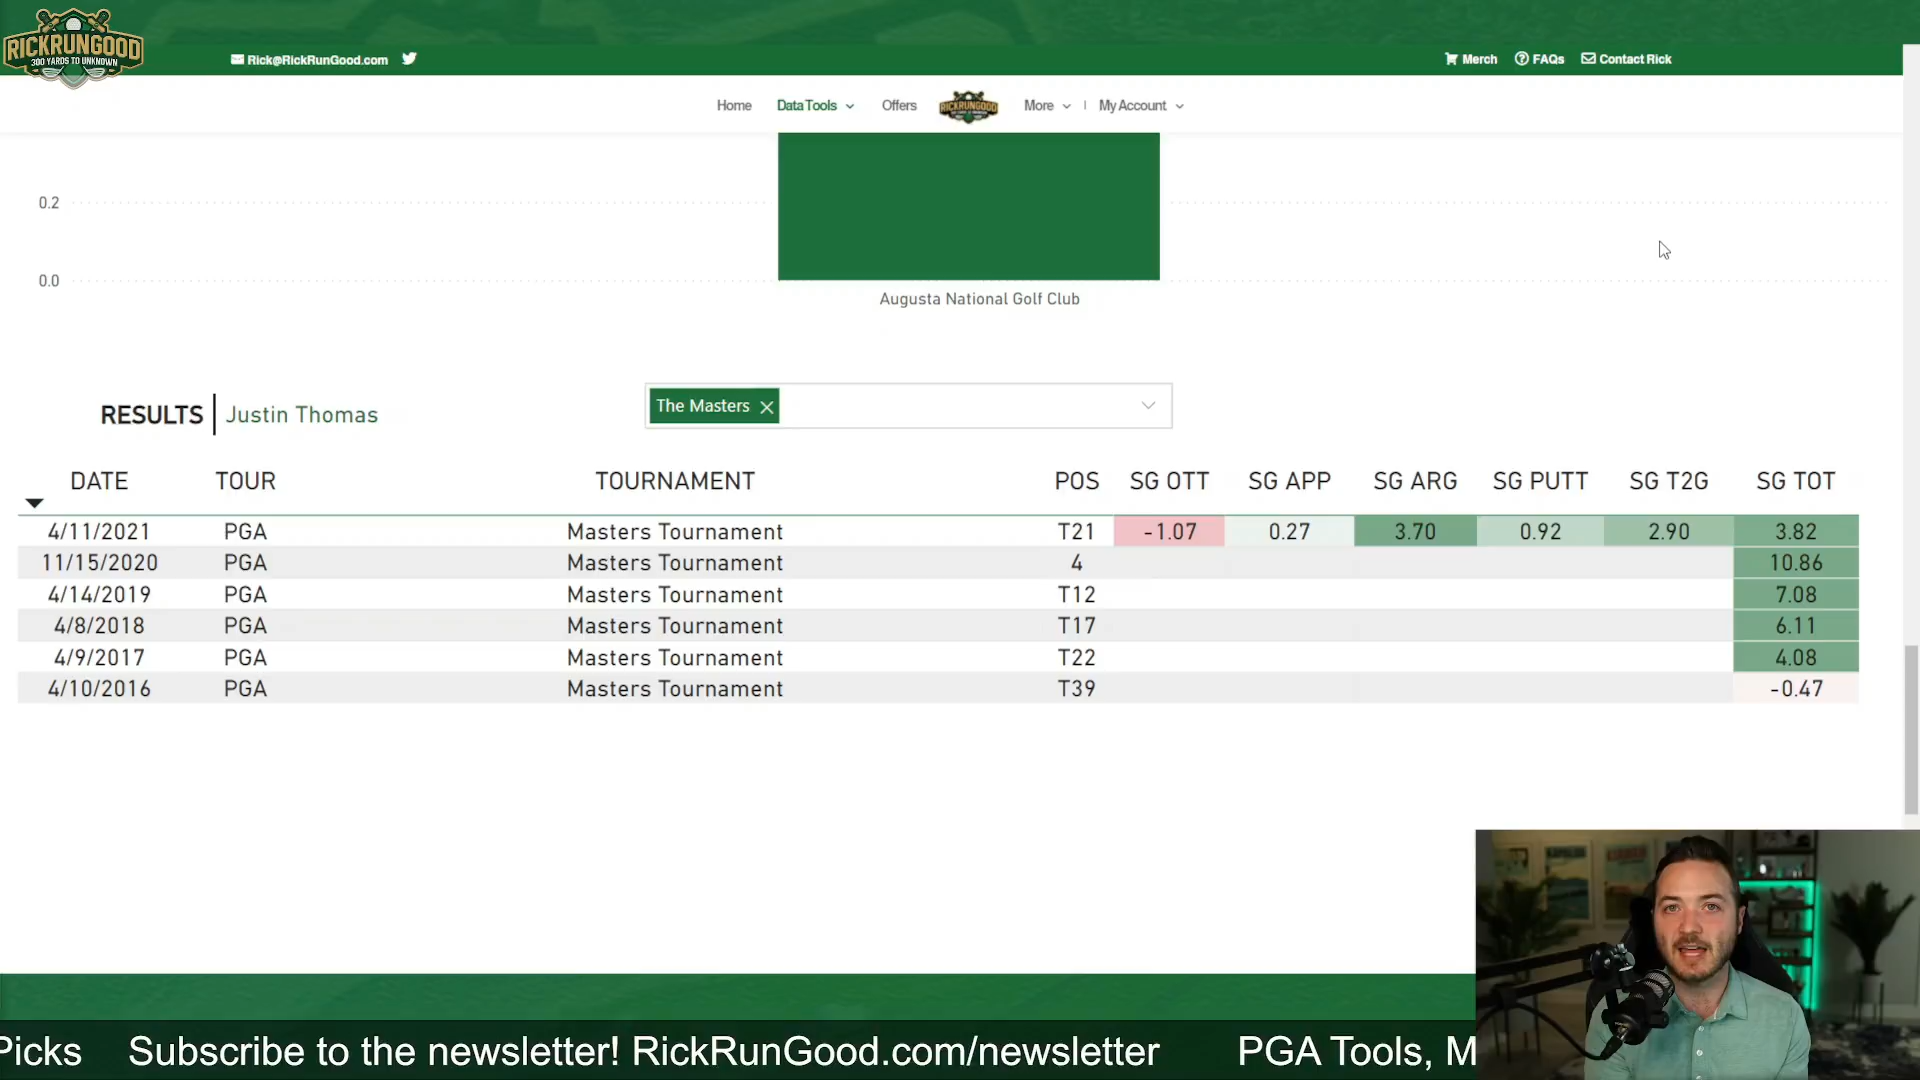 RICKRUNGOOD
300 YARDS TO UNKNOWN
Rick@RickRunGood.com
Merch FAQs Contact Rick
Home Data Tools Offers RICKRUNGOOD More | My Account
0.2
0.0
Augusta National Golf Club
RESULTS Justin Thomas
The Masters
DATE TOUR TOURNAMENT POS SG OTT SG APP SG ARG SG PUTT SG T2G SG TOT
4/11/2021 PGA Masters Tournament T21 -1.07 0.27 3.70 0.92 2.90 3.82
11/15/2020 PGA Masters Tournament 4 10.86
4/14/2019 PGA Masters Tournament T12 7.08
4/8/2018 PGA Masters Tournament T17 6.11
4/9/2017 PGA Masters Tournament T22 4.08
4/10/2016 PGA Masters Tournament T39 -0.47
Picks Subscribe to the newsletter! RickRunGood.com/newsletter PGA Tools, M